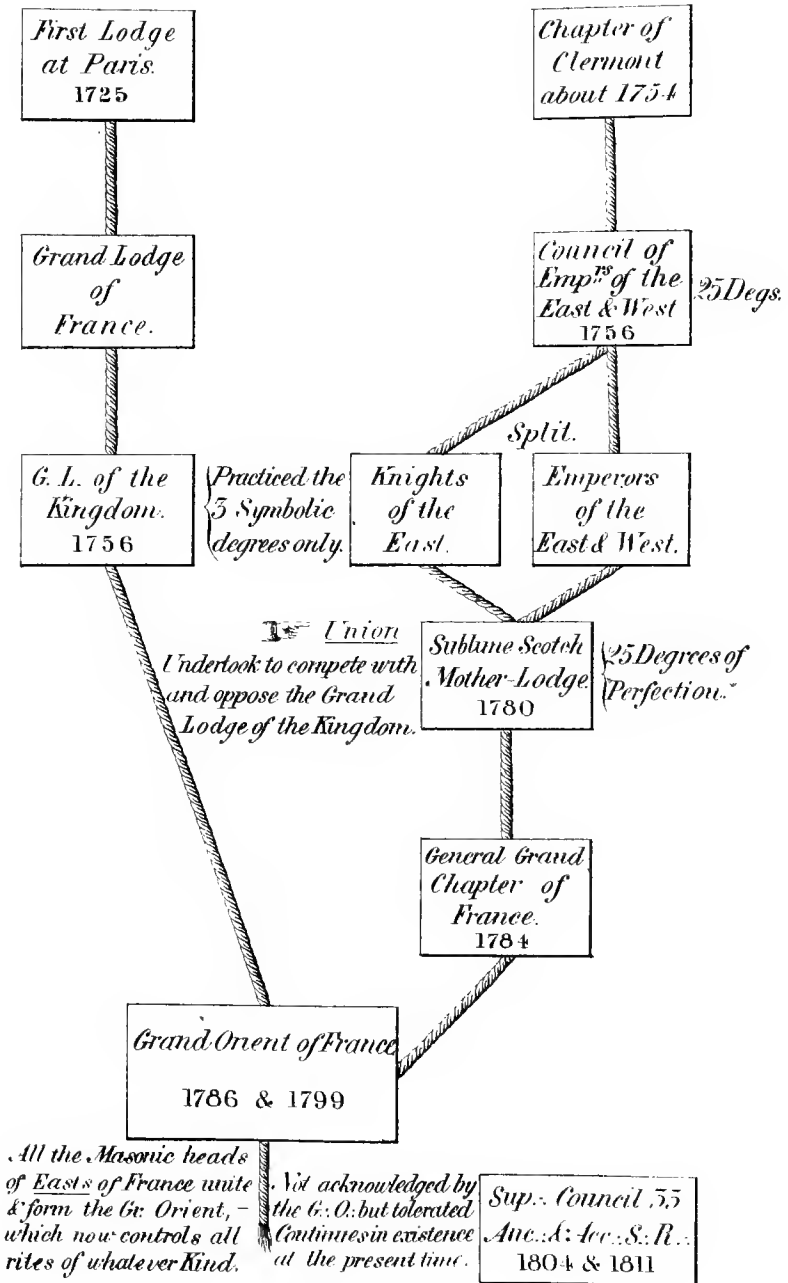 First Lodge
at Paris.
1725
Chapter of
Clermont
about 1754
Grand Lodge
of
France.
Council of
Emp.rs of the
East & West
1756
25 Degs.
Split.
G. L. of the
Kingdom.
1756
{Practiced the
3 Symbolic
degrees only.
Knights
of the
East.
Emperors
of the
East & West.
☞ Union
Undertook to compete with
and oppose the Grand
Lodge of the Kingdom.
Sublime Scotch
Mother-Lodge.
1780
{25 Degrees of
Perfection."
General Grand
Chapter of
France.
1784
Grand Orient of France
1786 & 1799
All the Masonic heads
of Easts of France unite
& form the Gr. Orient, –
which now controls all
rites of whatever Kind.
Not acknowledged by
the G∴O∴ but tolerated
Continues in existence
at the present time.
Sup∴ Council 33
Anc∴ & Acc∴ S∴ R∴
1804 & 1811